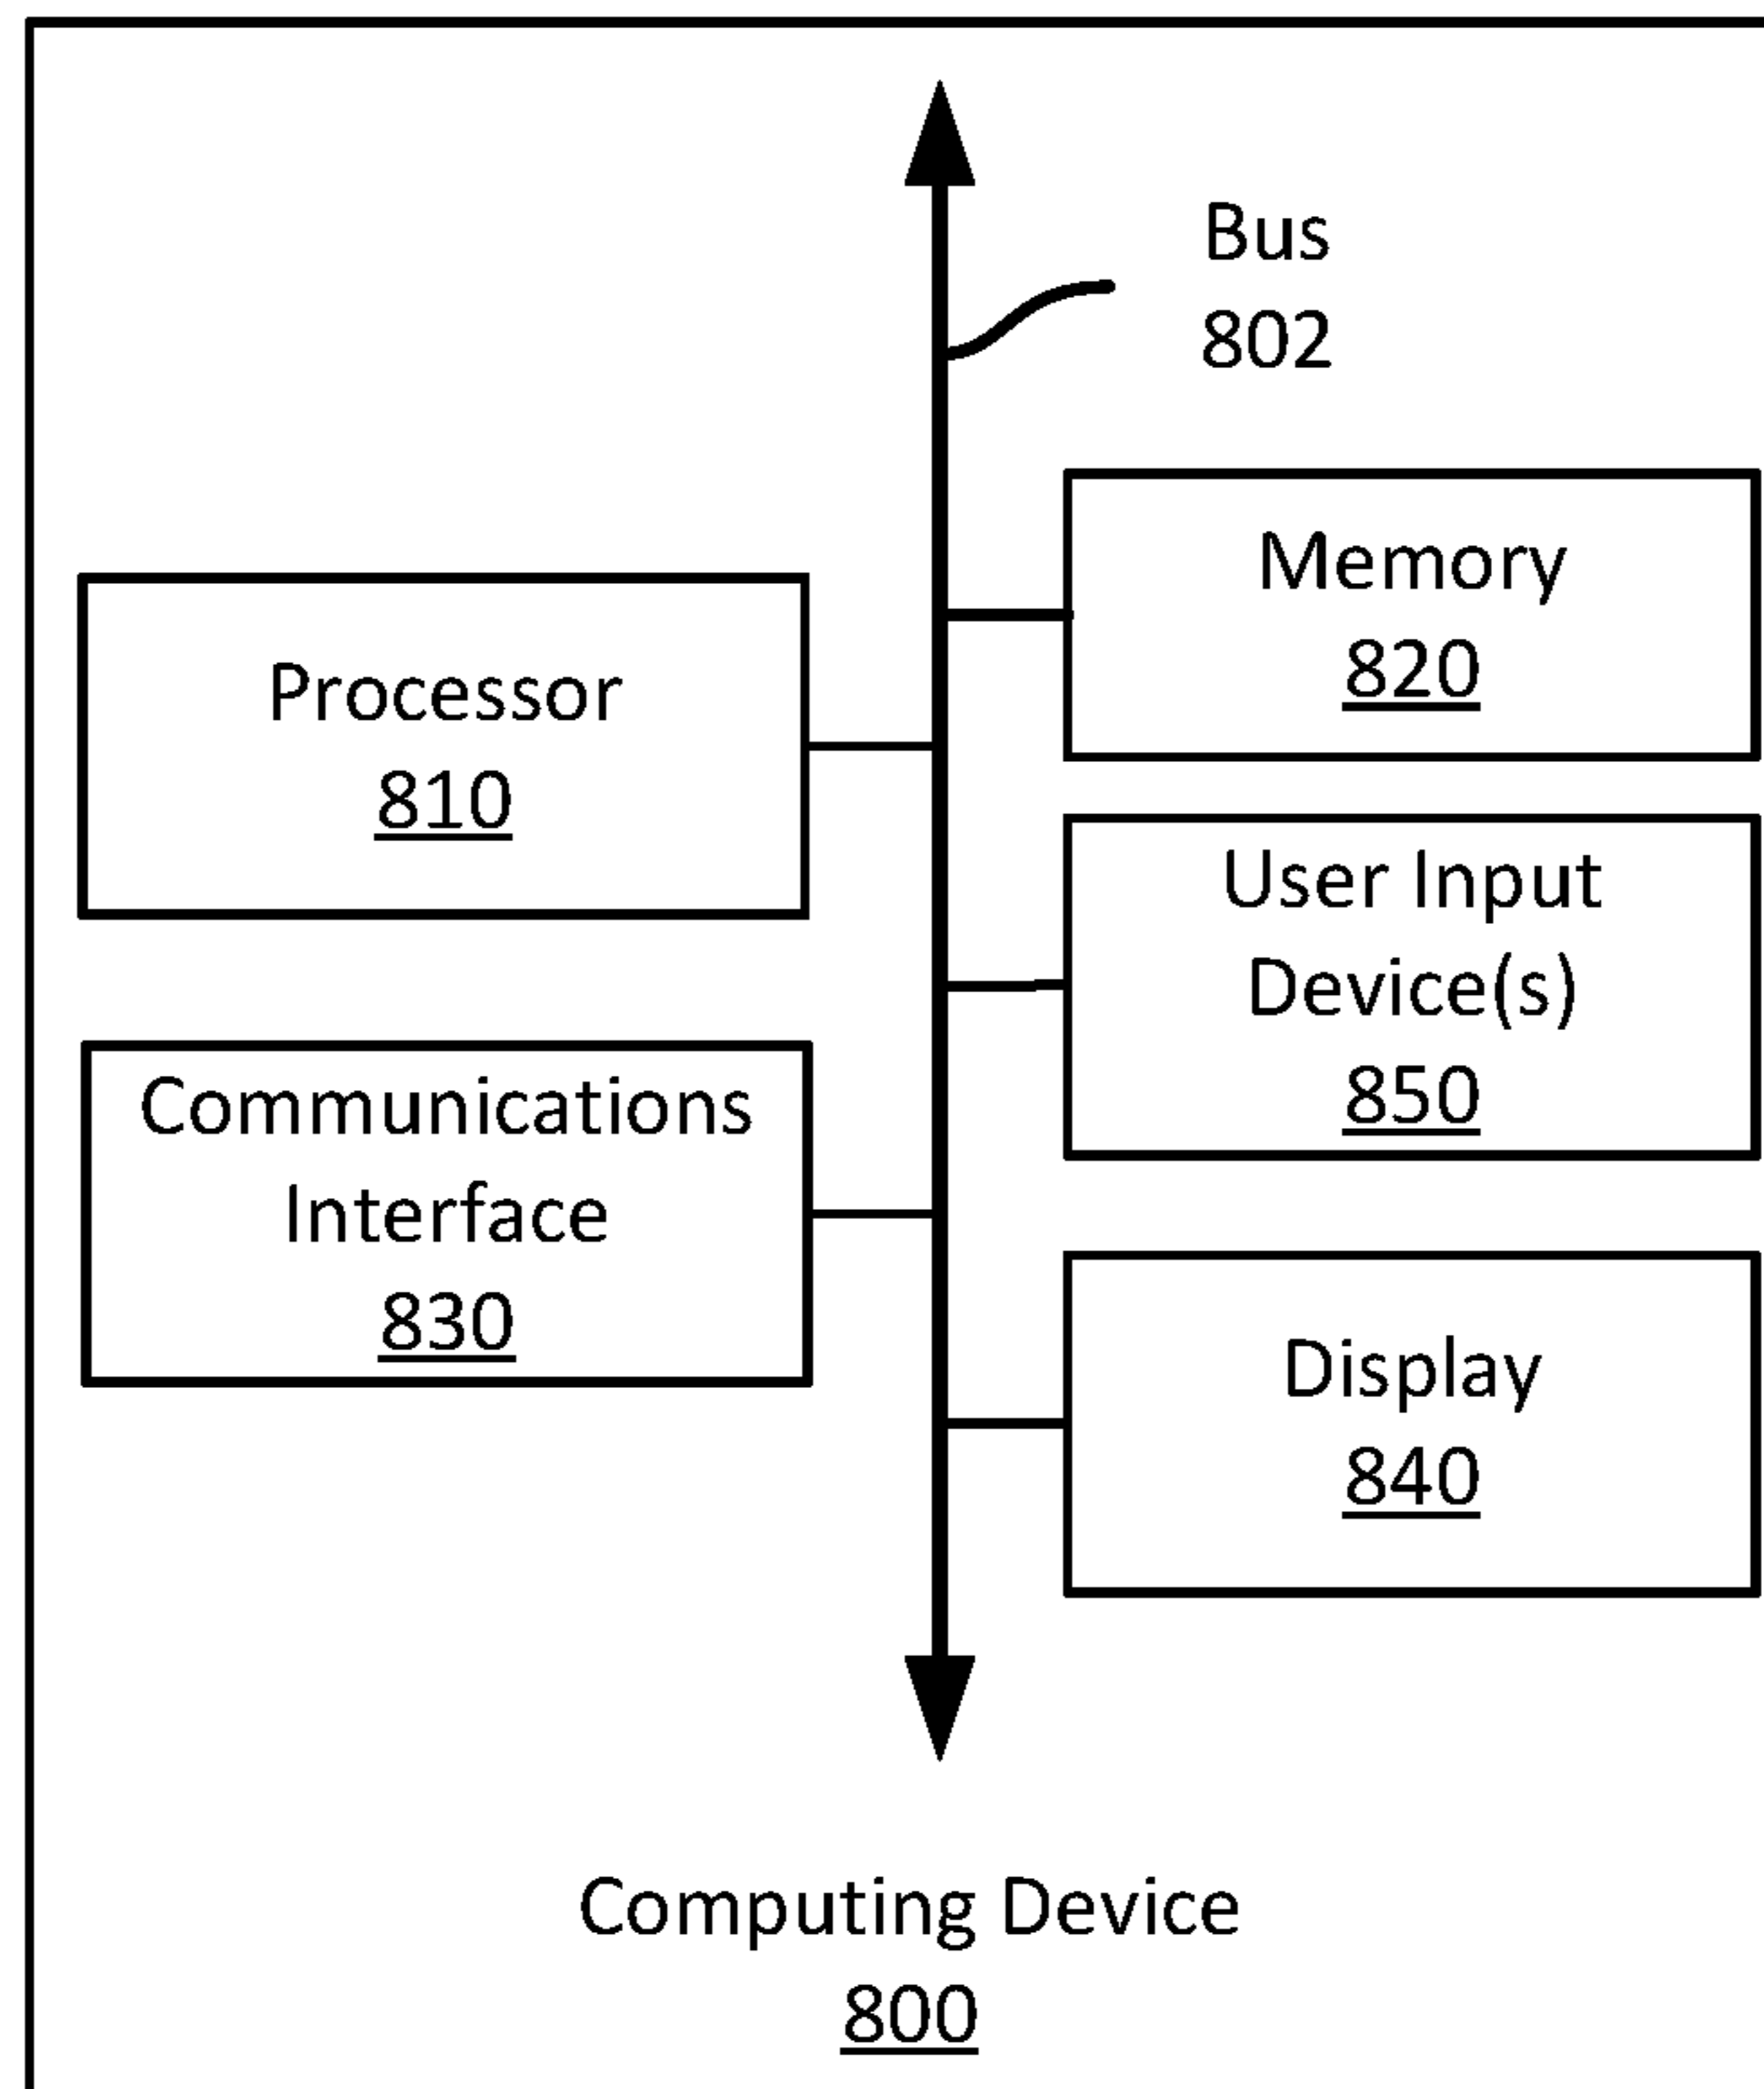 Bus
802
Memory
820
Processor
810
User Input
Device(s)
850
Communications
Interface
830
Display
840
Computing Device
800